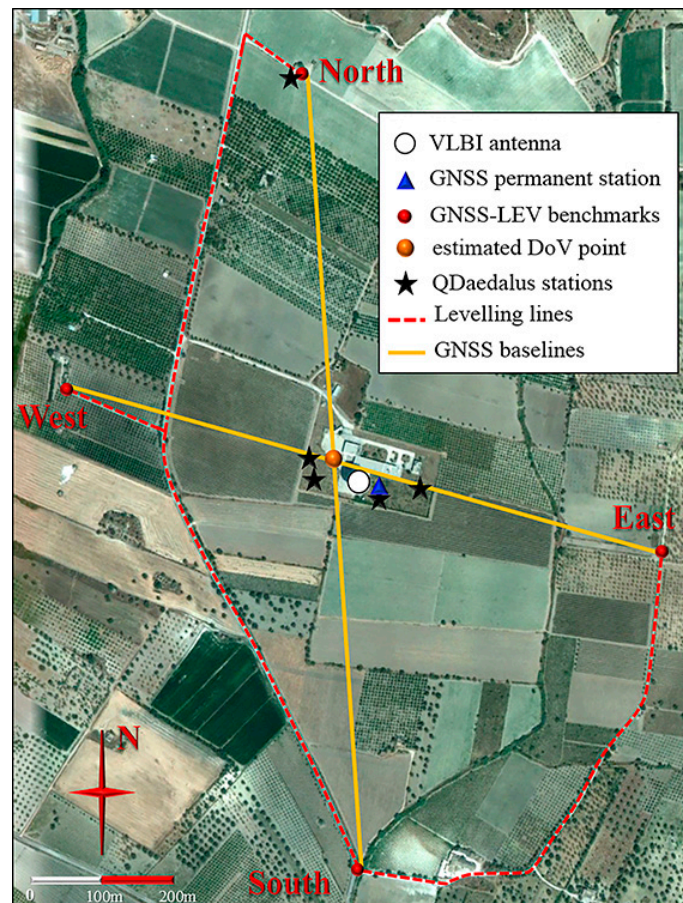 North
VLBI antenna
GNSS permanent station
GNSS-LEV benchmarks
estimated DoV point
QDaedalus stations
Levelling lines
GNSS baselines
West
East
N
South
0 100m 200m